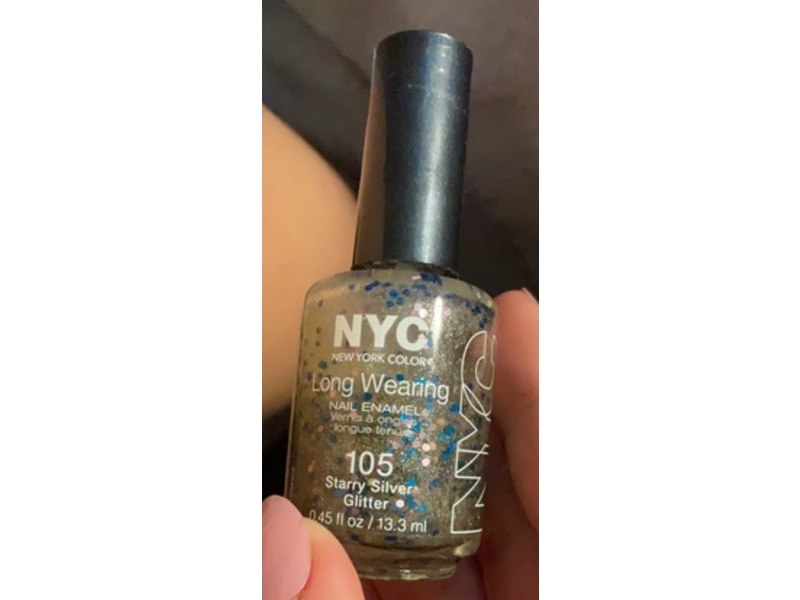 NYC
NEW YORK COLOR®
Long Wearing
NAIL ENAMEL
Vernis à ongles
longue tenue
105
Starry Silver
Glitter
0.45 fl oz / 13.3 ml
NYC